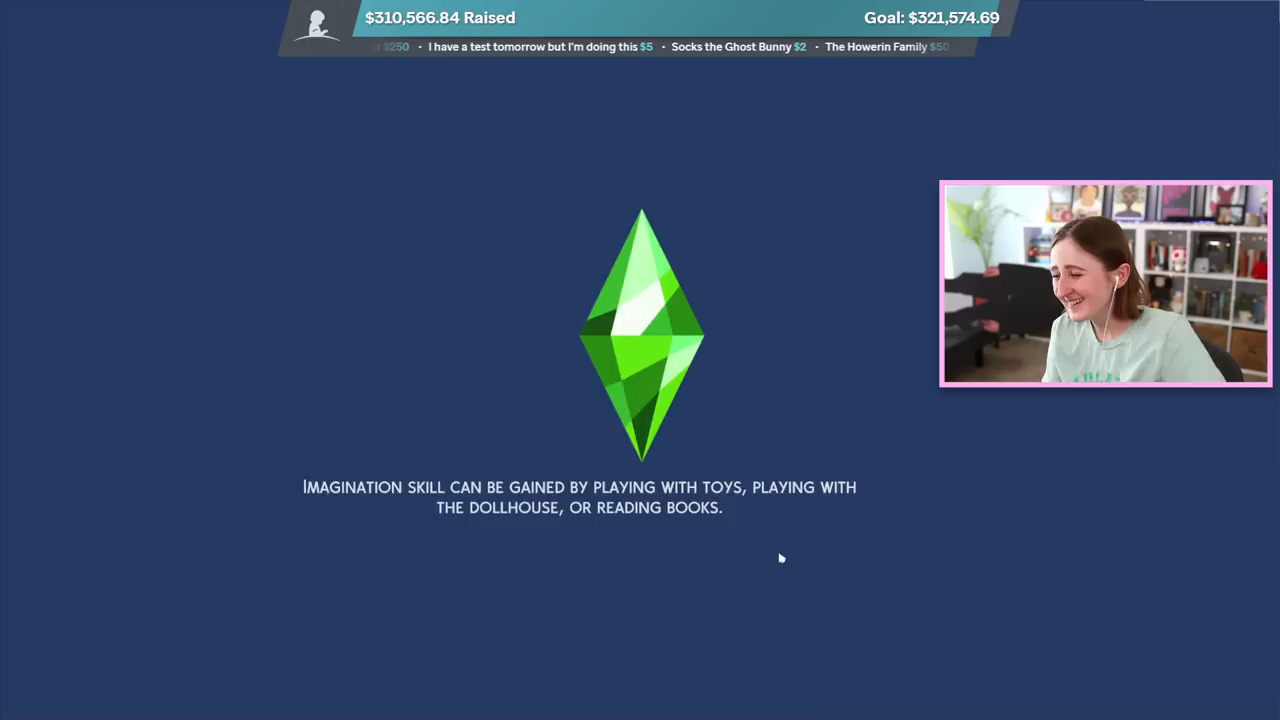 $310,566.84 Raised
Goal: $321,574.69
$250 · I have a test tomorrow but I'm doing this $5 · Socks the Ghost Bunny $2 · The Howerin Family $50
IMAGINATION SKILL CAN BE GAINED BY PLAYING WITH TOYS, PLAYING WITH
THE DOLLHOUSE, OR READING BOOKS.